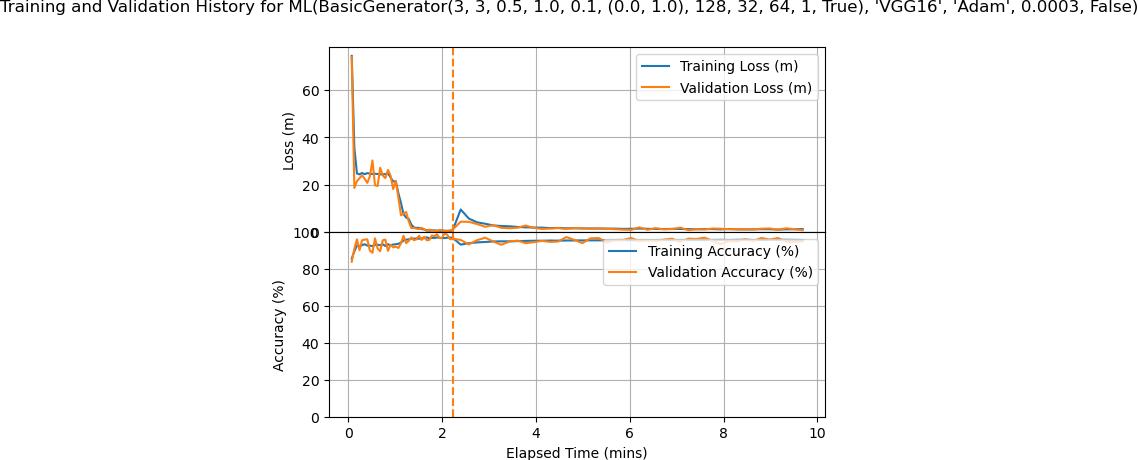 Training and Validation History for ML(BasicGenerator(3, 3, 0.5, 1.0, 0.1, (0.0, 1.0), 128, 32, 64, 1, True), 'VGG16', 'Adam', 0.0003, False)
Training Loss (m)
Validation Loss (m)
60
40
20
0
Loss (m)
Training Accuracy (%)
Validation Accuracy (%)
100
80
60
40
20
0
Accuracy (%)
0 2 4 6 8 10
Elapsed Time (mins)